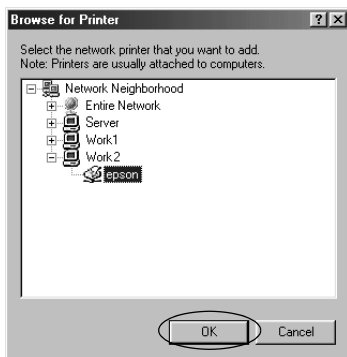 Browse for Printer
Select the network printer that you want to add.
Note: Printers are usually attached to computers.
Network Neighborhood
Entire Network
Server
Work1
Work2
epson
OK Cancel